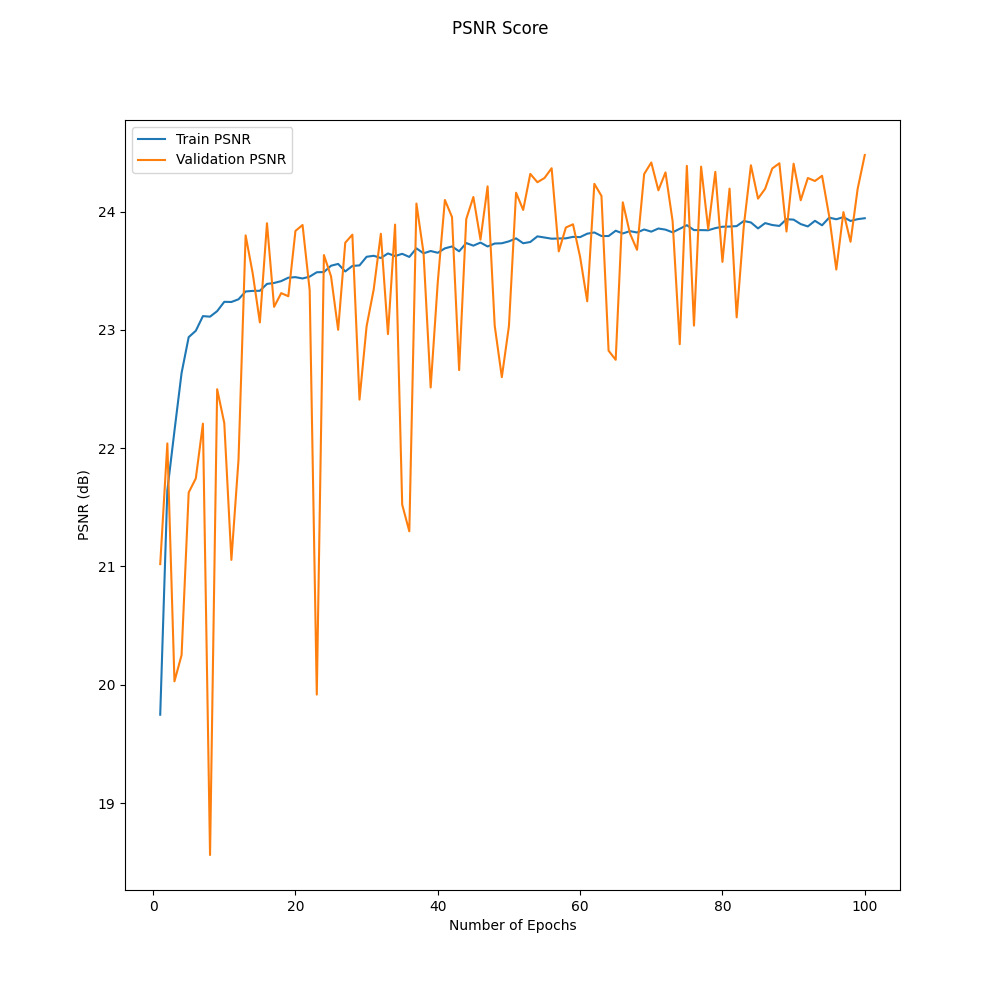 PSNR Score
Train PSNR
Validation PSNR
PSNR (dB)
24
23
22
21
20
19
0 20 40 60 80 100
Number of Epochs